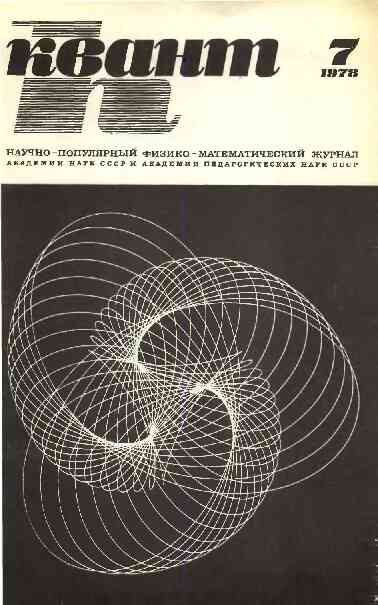 квант 7
1978
НАУЧНО-ПОПУЛЯРНЫЙ ФИЗИКО-МАТЕМАТИЧЕСКИЙ ЖУРНАЛ
АКАДЕМИИ НАУК СССР И АКАДЕМИИ ПЕДАГОГИЧЕСКИХ НАУК СССР